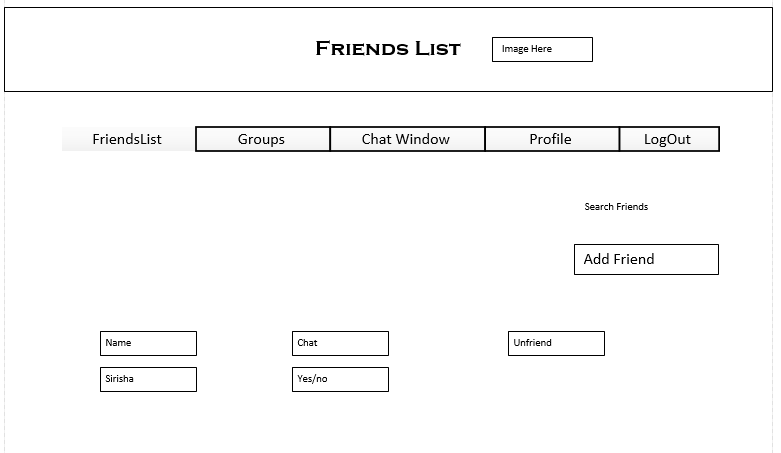 Friends List
Image Here
FriendsList Groups Chat Window Profile LogOut
Search Friends
Add Friend
Name Chat Unfriend
Sirisha Yes/no